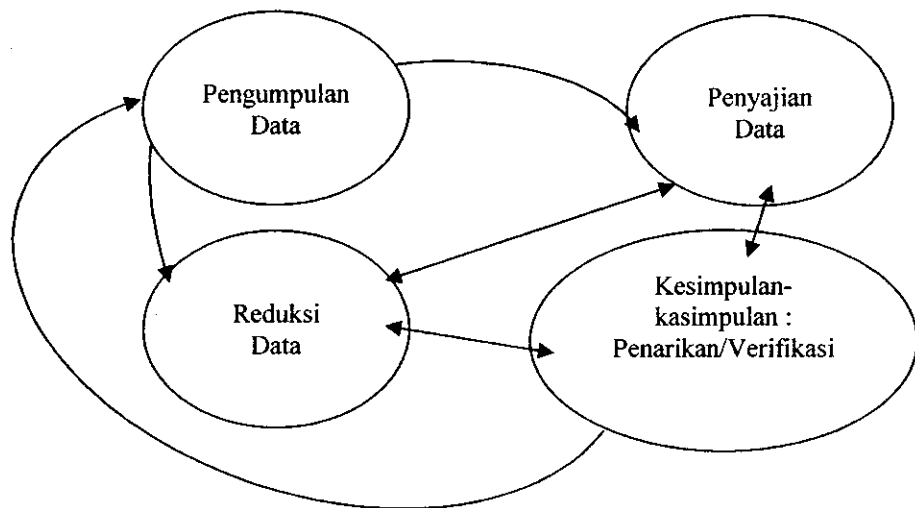 Pengumpulan
Data
Penyajian
Data
Reduksi
Data
Kesimpulan-
kasimpulan :
Penarikan/Verifikasi